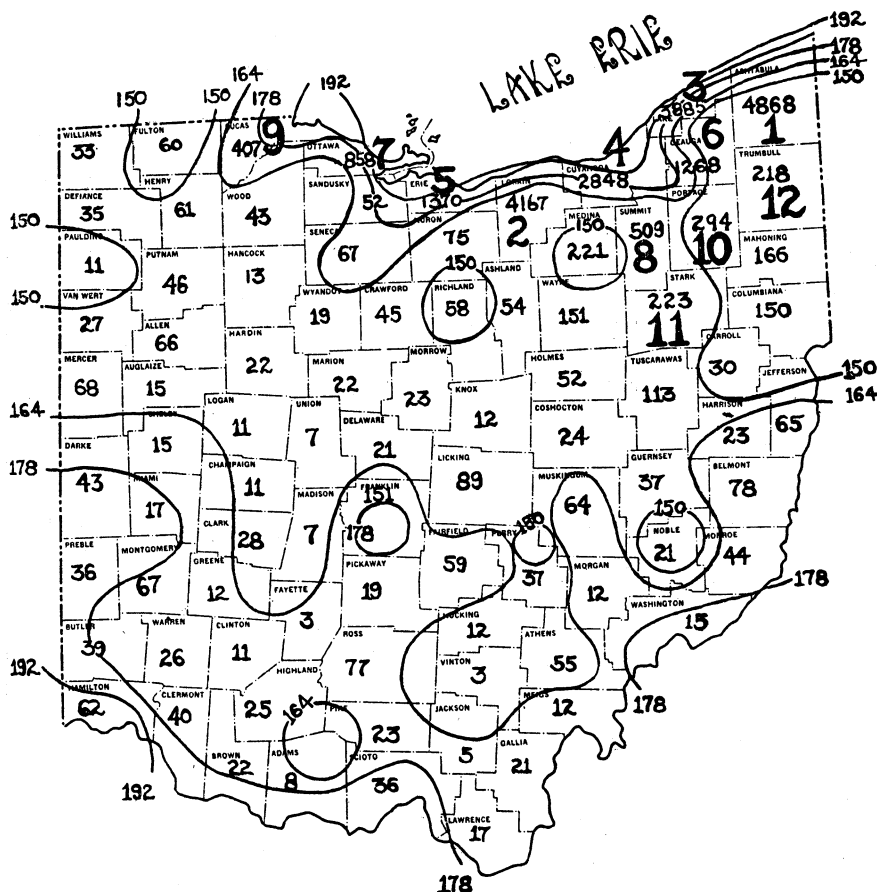 LAKE ERIE
192
178
164
150
164
192
150
150
178
3
ASHTABULA
4868
1
LAKE
3885
WILLIAMS
33
FULTON
60
LUCAS
407
9
OTTAWA
858
7
4
6
GEAUGA
1268
CUYAHOGA
2848
TRUMBULL
218
12
HENRY
61
WOOD
43
SANDUSKY
52
ERIE
5
1370
LORAIN
4167
2
PORTAGE
294
10
DEFIANCE
35
MEDINA
150
221
SUMMIT
509
8
HURON
75
150
PAULDING
11
SENECA
67
MAHONING
166
PUTNAM
46
HANCOCK
13
150
ASHLAND
54
STARK
223
11
150
VAN WERT
27
WYANDOT
19
CRAWFORD
45
RICHLAND
58
WAYNE
151
COLUMBIANA
150
ALLEN
66
HARDIN
22
CARROLL
30
MERCER
68
AUGLAIZE
15
MARION
22
MORROW
23
HOLMES
52
TUSCARAWAS
113
JEFFERSON
65
150
164
KNOX
12
164
LOGAN
11
UNION
7
DELAWARE
21
COSHOCTON
24
HARRISON
23
SHELBY
15
DARKE
43
178
CHAMPAIGN
11
LICKING
89
GUERNSEY
37
BELMONT
78
MIAMI
17
MADISON
7
FRANKLIN
151
178
MUSKINGUM
64
CLARK
28
FAIRFIELD
59
PERRY
150
37
150
NOBLE
21
MONROE
44
PREBLE
36
MONTGOMERY
67
GREENE
12
PICKAWAY
19
MORGAN
12
178
FAYETTE
3
HOCKING
12
WASHINGTON
15
BUTLER
39
WARREN
26
CLINTON
11
ROSS
77
ATHENS
55
192
HIGHLAND
25
VINTON
3
HAMILTON
62
CLERMONT
40
164
PIKE
23
JACKSON
5
MEIGS
12
178
GALLIA
21
BROWN
22
ADAMS
8
SCIOTO
36
192
LAWRENCE
17
178